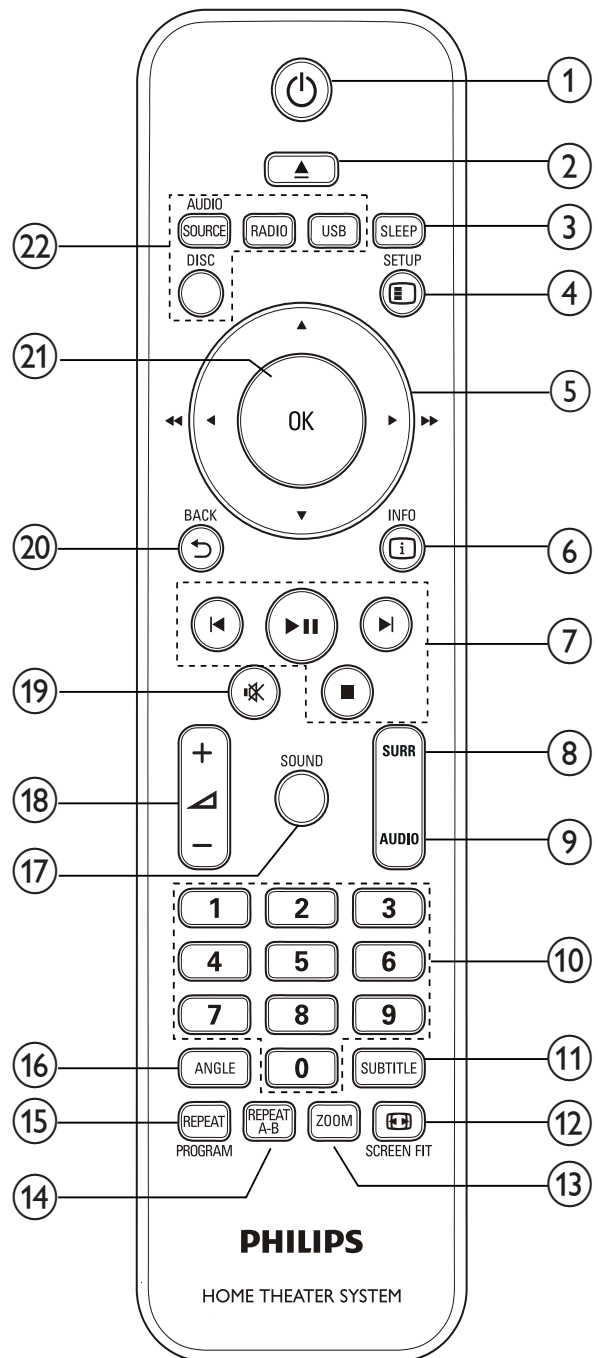 1
2
AUDIO
SOURCE RADIO USB SLEEP 3
22
DISC SETUP
4
21
OK 5
BACK INFO
20 6
7
19
+ SURR 8
SOUND
18
− AUDIO 9
17
1 2 3
4 5 6 10
7 8 9
16 ANGLE 0 SUBTITLE 11
15 REPEAT REPEAT A-B ZOOM 12
PROGRAM SCREEN FIT
14 13
PHILIPS
HOME THEATER SYSTEM